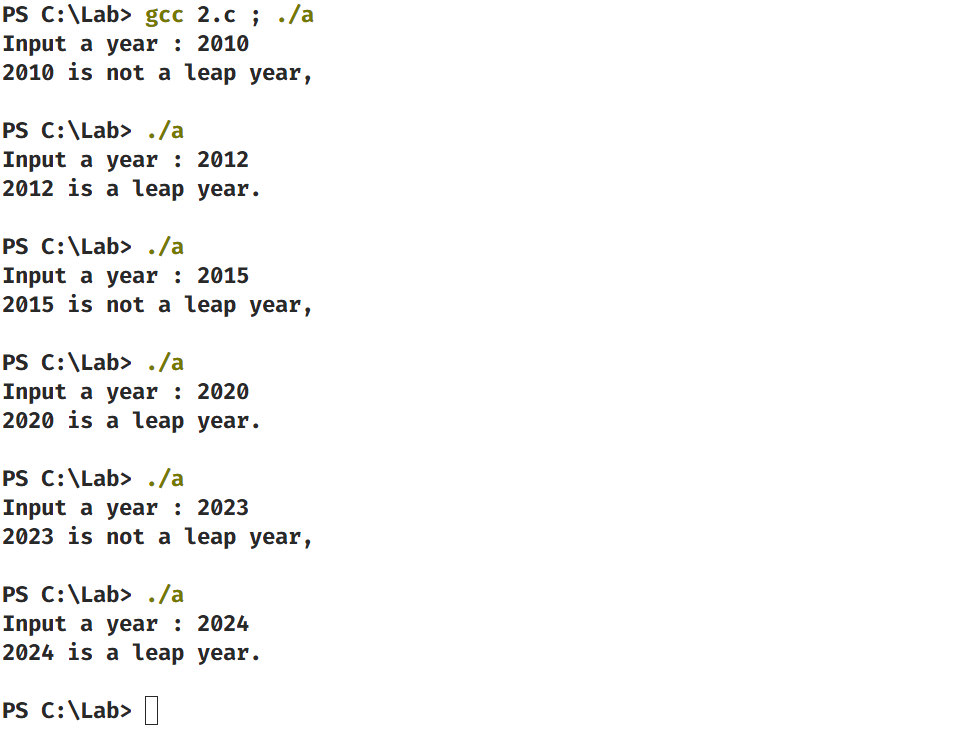 PS C:\Lab> gcc 2.c ; ./a
Input a year : 2010
2010 is not a leap year,
PS C:\Lab> ./a
Input a year : 2012
2012 is a leap year.
PS C:\Lab> ./a
Input a year : 2015
2015 is not a leap year,
PS C:\Lab> ./a
Input a year : 2020
2020 is a leap year.
PS C:\Lab> ./a
Input a year : 2023
2023 is not a leap year,
PS C:\Lab> ./a
Input a year : 2024
2024 is a leap year.
PS C:\Lab>